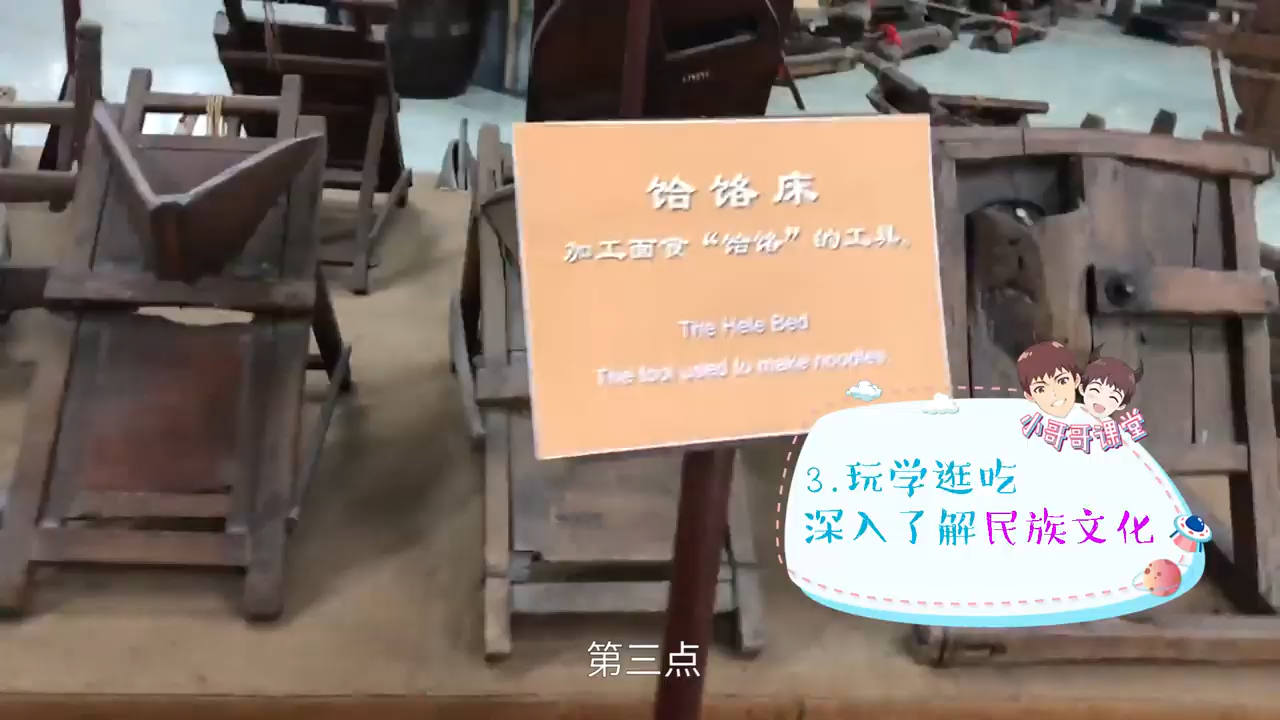 饸饹床
加工面食“饸饹”的工具。
The Hele Bed
The tool used to make noodles
小哥哥课堂
3.玩学逛吃
深入了解民族文化
第三点